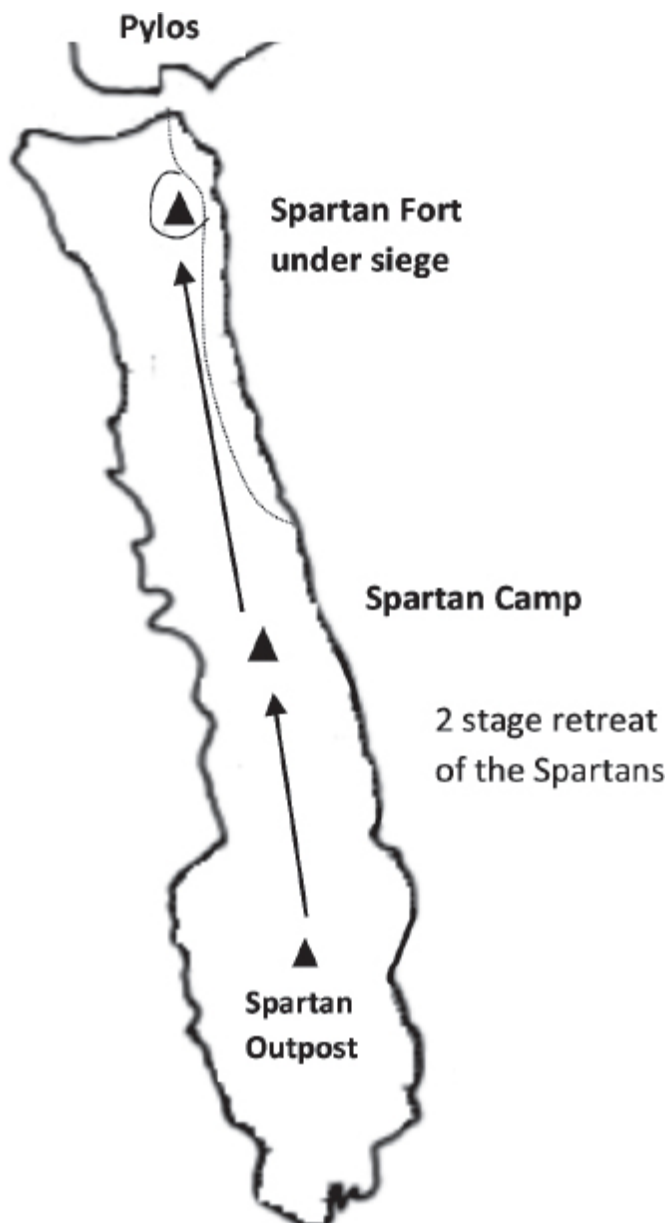 Pylos
Spartan Fort
under siege
Spartan Camp
2 stage retreat
of the Spartans
Spartan
Outpost